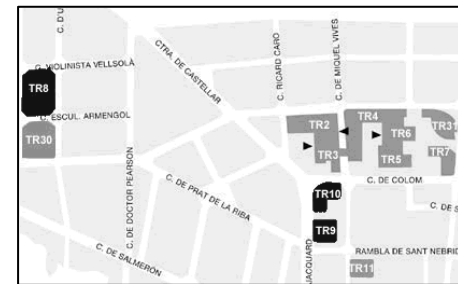 C. D'U
C. VIOLINISTA VELLSOLÀ
TR8
C. ESCUL. ARMENGOL
TR30
C. DE DOCTOR PEARSON
CTRA. DE CASTELLAR
C. RICARD CARO
C. DE MIQUEL VIVES
TR2
TR4
TR6
TR31
TR3
TR5
TR7
C. DE COLOM
C. DE PRAT DE LA RIBA
TR10
C. DE S
TR9
C. DE SALMERON
JACQUARD
RAMBLA DE SANT NEBRID
TR11